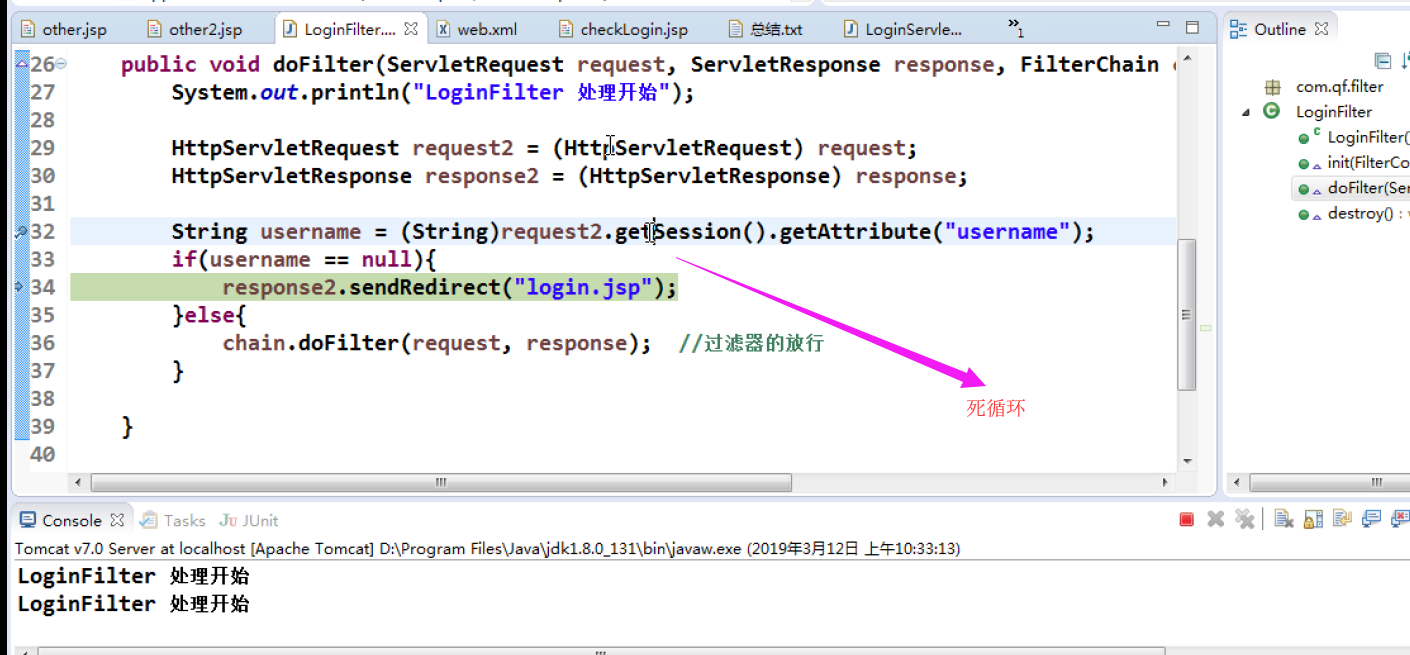 other.jsp
other2.jsp
LoginFilter....
web.xml
checkLogin.jsp
总结.txt
LoginServle...
»1
Outline
26 public void doFilter(ServletRequest request, ServletResponse response, FilterChain
27 System.out.println("LoginFilter 处理开始");
28
29 HttpServletRequest request2 = (HttpServletRequest) request;
30 HttpServletResponse response2 = (HttpServletResponse) response;
31
32 String username = (String)request2.getSession().getAttribute("username");
33 if(username == null){
34 response2.sendRedirect("login.jsp");
35 }else{
36 chain.doFilter(request, response); //过滤器的放行
37 }
38
39 }
40
死循环
com.qf.filter
LoginFilter
LoginFilter(
init(FilterCo
doFilter(Ser
destroy() :
Console
Tasks
JUnit
Tomcat v7.0 Server at localhost [Apache Tomcat] D:\Program Files\Java\jdk1.8.0_131\bin\javaw.exe (2019年3月12日 上午10:33:13)
LoginFilter 处理开始
LoginFilter 处理开始